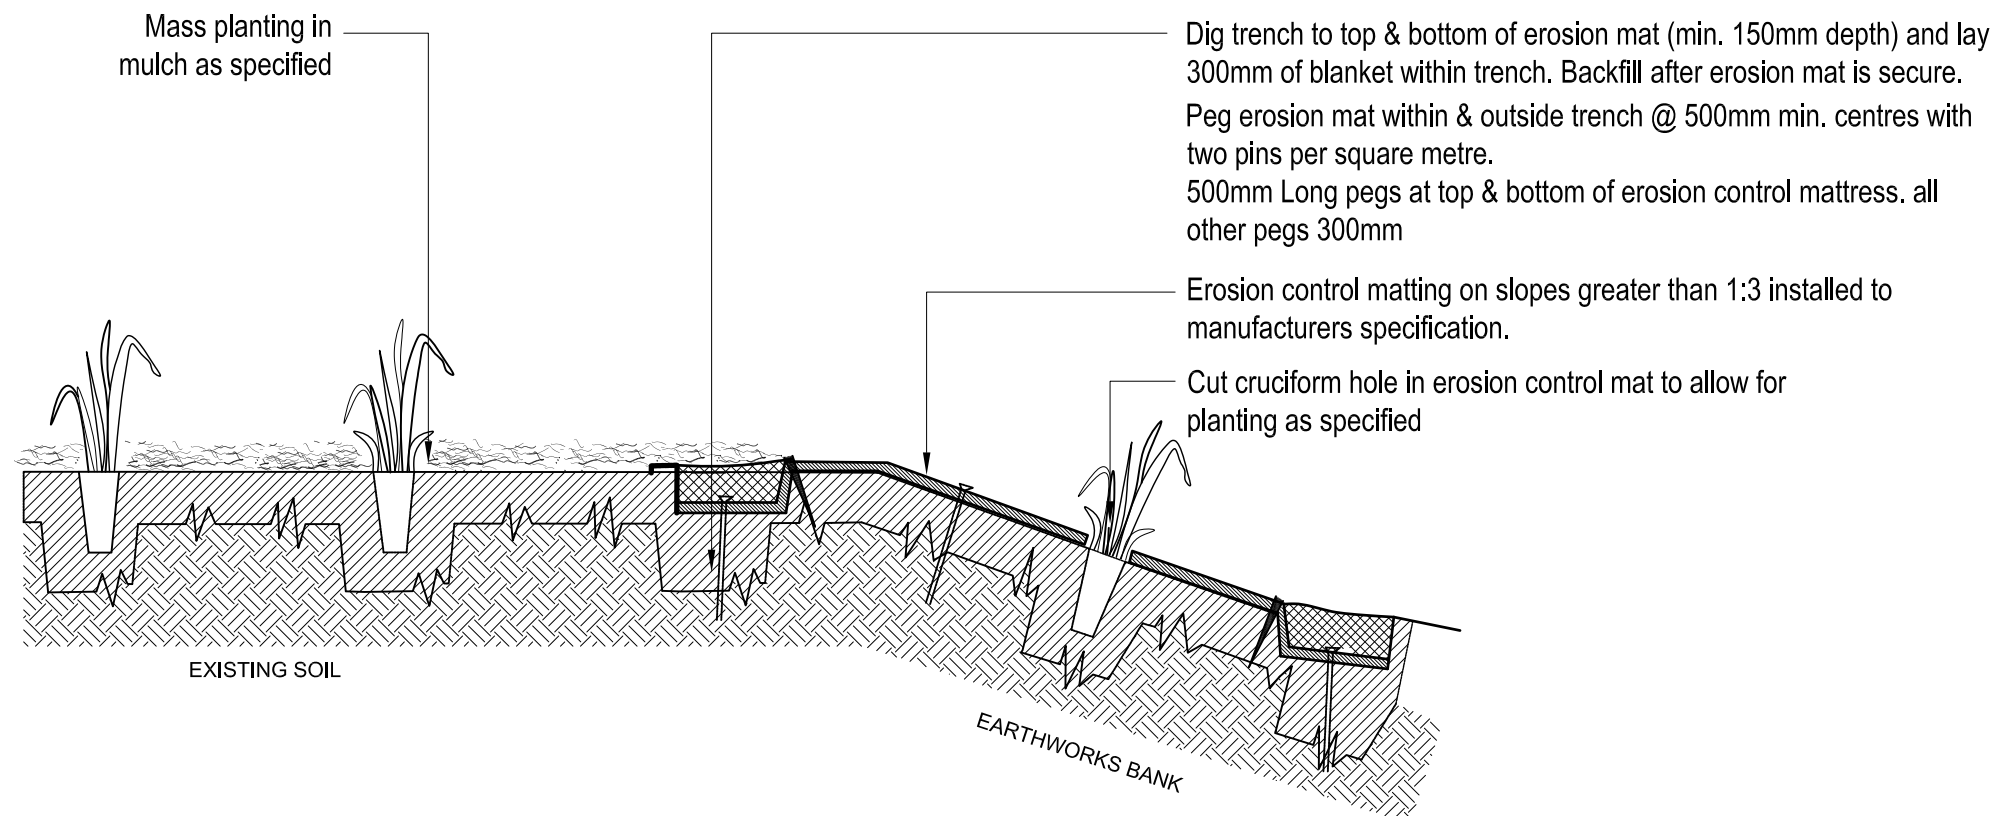 Mass planting in
mulch as specified
Dig trench to top & bottom of erosion mat (min. 150mm depth) and lay
300mm of blanket within trench. Backfill after erosion mat is secure.
Peg erosion mat within & outside trench @ 500mm min. centres with
two pins per square metre.
500mm Long pegs at top & bottom of erosion control mattress. all
other pegs 300mm
Erosion control matting on slopes greater than 1:3 installed to
manufacturers specification.
Cut cruciform hole in erosion control mat to allow for
planting as specified
EXISTING SOIL
EARTHWORKS BANK